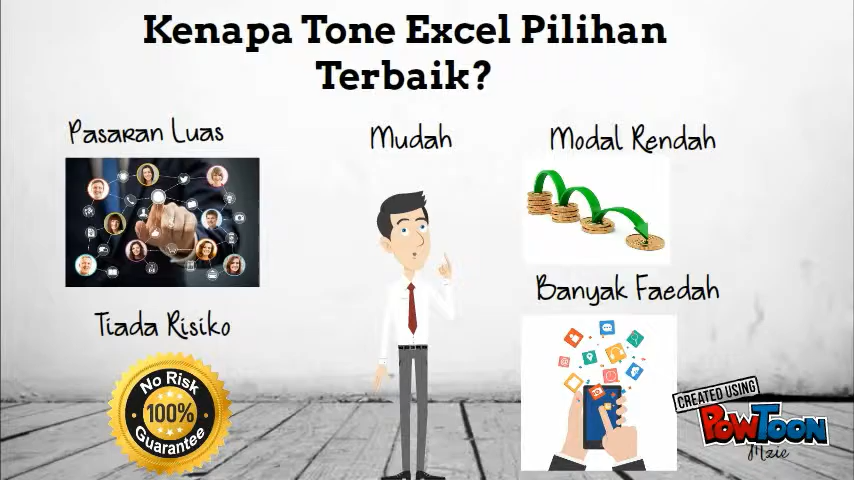 Kenapa Tone Excel Pilihan
Terbaik?
Pasaran Luas
Mudah
Modal Rendah
Banyak Faedah
Tiada Risiko
No Risk
100%
Guarantee
CREATED USING
POWTOON
Mzie